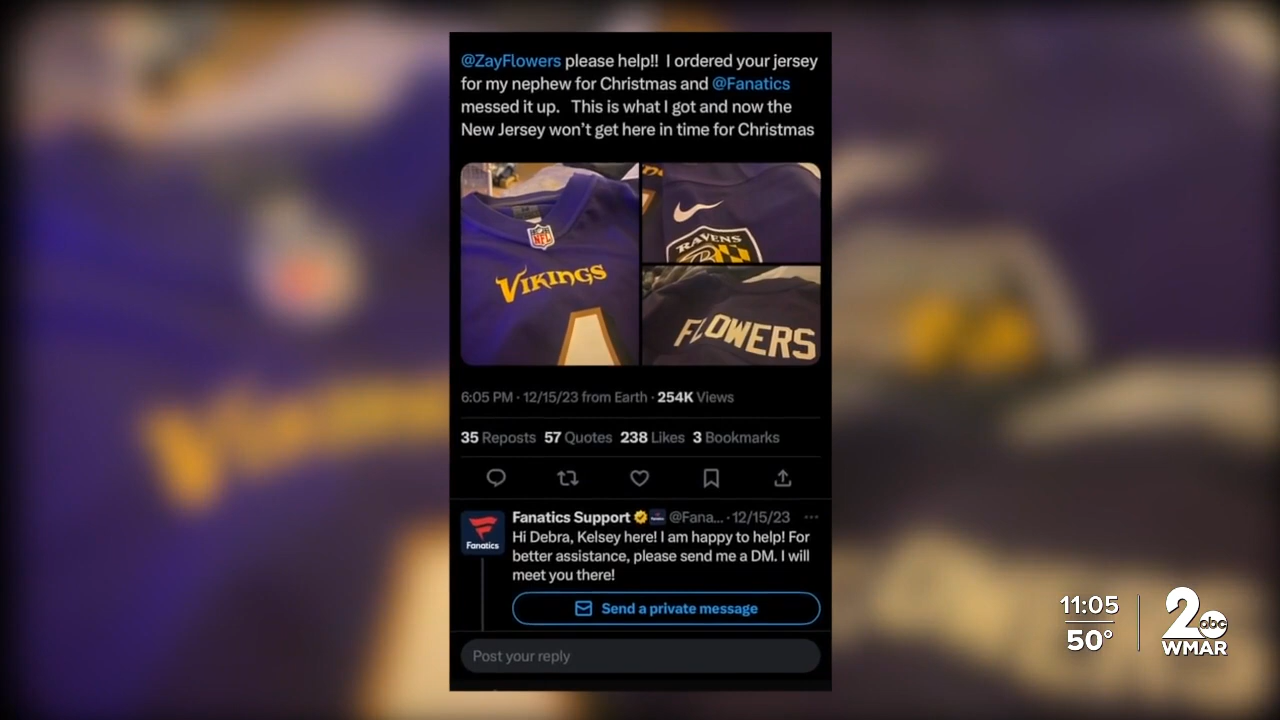 @ZayFlowers please help!! I ordered your jersey
for my nephew for Christmas and @Fanatics
messed it up. This is what I got and now the
New Jersey won't get here in time for Christmas
NFL
VIKINGS
RAVENS
FLOWERS
6:05 PM · 12/15/23 from Earth · 254K Views
35 Reposts 57 Quotes 238 Likes 3 Bookmarks
Fanatics
Fanatics Support @Fana... · 12/15/23 ...
Hi Debra, Kelsey here! I am happy to help! For
better assistance, please send me a DM. I will
meet you there!
Send a private message
Post your reply
11:05
50°
2 abc
WMAR